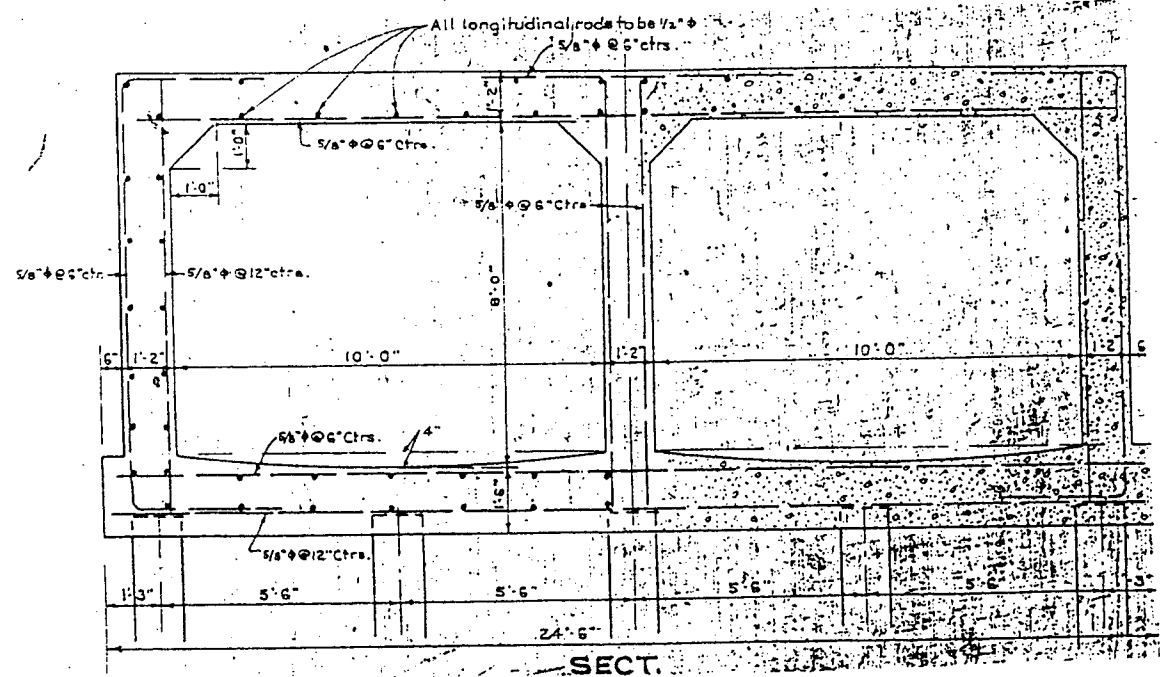 All longitudinal rods to be 1/2" φ
5/8" φ @ 6" ctrs.
1'-2"
1'-0"
5/8" φ @ 6" Ctrs.
1'-0"
5/8" φ @ 6" Ctrs
5/8" φ @ 6" ctr.
5/8" φ @ 12" ctrs.
8'-0"
6"
1'-2"
10'-0"
1'-2"
10'-0"
1'-2"
6
5/8" φ @ 6" Ctrs.
4"
1'-6"
5/8" φ @ 12" Ctrs.
1'-3"
5'-6"
5'-6"
5'-6"
24'-6"
SECT.